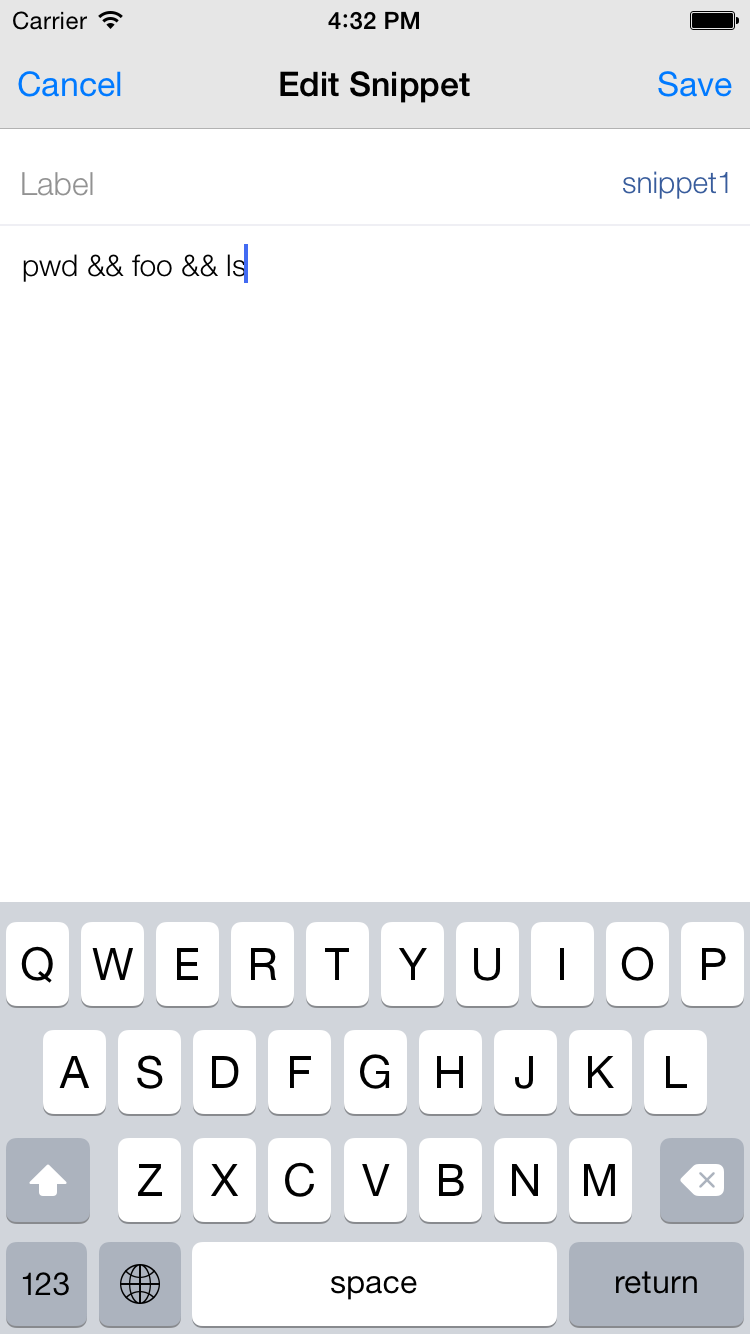 Carrier 4:32 PM
Cancel Edit Snippet Save
Label snippet1
pwd && foo && ls
Q W E R T Y U I O P
A S D F G H J K L
Z X C V B N M
123 space return